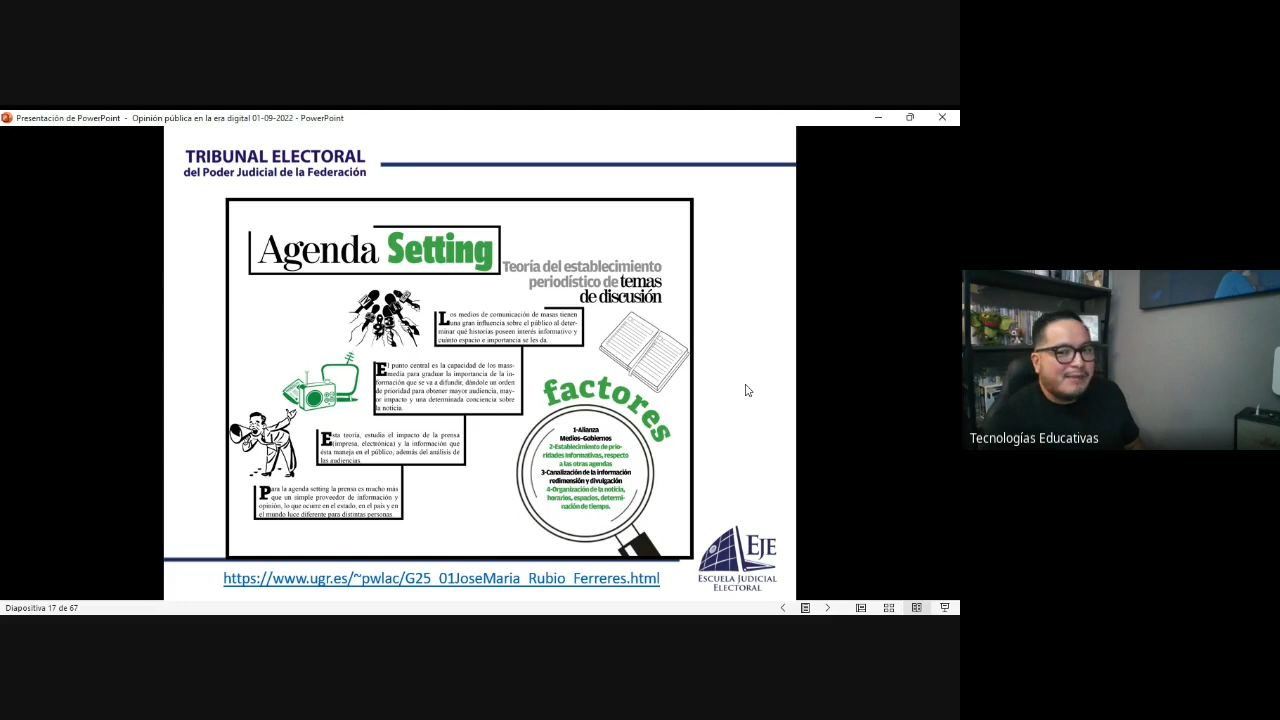 Presentación de PowerPoint - Opinión pública en la era digital 01-09-2022 - PowerPoint
TRIBUNAL ELECTORAL
del Poder Judicial de la Federación
Agenda Setting
Teoría del establecimiento
periodístico de temas
de discusión
Los medios de comunicación de masas tienen
una gran influencia sobre el público al deter-
minar qué historias poseen interés informativo y
cuánto espacio e importancia se les da.
El punto central es la capacidad de los mass-
media para graduar la importancia de la in-
formación que se va a difundir, dándole un orden
de prioridad para obtener mayor audiencia, may-
or impacto y una determinada conciencia sobre
la noticia.
Esta teoría, estudia el impacto de la prensa
(impresa, electrónica) y la información que
ésta maneja en el público, además del análisis de
las audiencias.
Para la agenda setting la prensa es mucho más
que un simple proveedor de información y
opinión, lo que ocurre en el estado, en el país y en
el mundo luce diferente para distintas personas.
factores
1-Alianza
Medios-Gobiernos
2-Establecimiento de prio-
ridades informativas, respecto
a las otras agendas
3-Canalización de la información
redimensión y divulgación
4-Organización de la noticia,
horarios, espacios, determi-
nación de tiempo.
https://www.ugr.es/~pwlac/G25_01JoseMaria_Rubio_Ferreres.html
EJE
ESCUELA JUDICIAL
ELECTORAL
Diapositiva 17 de 67
Tecnologías Educativas